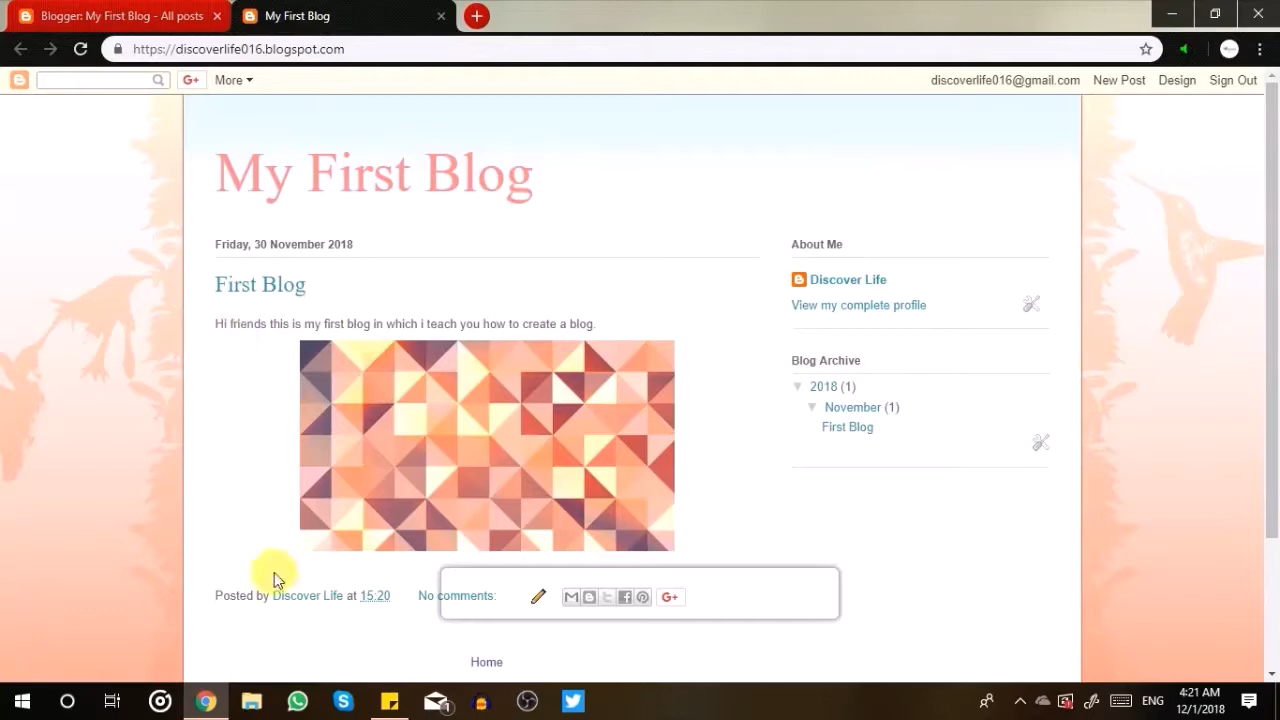 Blogger: My First Blog - All posts
My First Blog
https://discoverlife016.blogspot.com
G+
More
discoverlife016@gmail.com
New Post
Design
Sign Out
My First Blog
Friday, 30 November 2018
First Blog
Hi friends this is my first blog in which i teach you how to create a blog.
Posted by Discover Life at 15:20
No comments:
G+
Home
About Me
Discover Life
View my complete profile
Blog Archive
2018 (1)
November (1)
First Blog
1
ENG
4:21 AM
12/1/2018